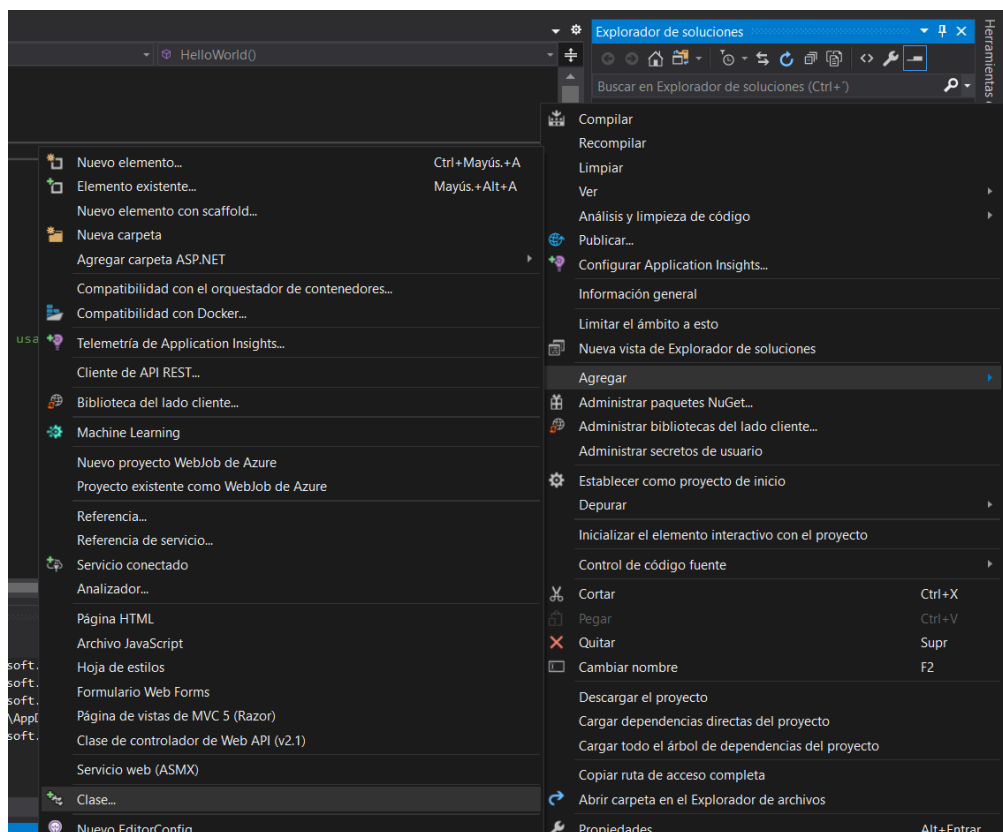 Explorador de soluciones
HelloWorld()
Buscar en Explorador de soluciones (Ctrl+´)
Herramientas
Compilar
Recompilar
Limpiar
Ver
Análisis y limpieza de código
Publicar...
Configurar Application Insights...
Información general
Limitar el ámbito a esto
Nueva vista de Explorador de soluciones
Agregar
Administrar paquetes NuGet...
Administrar bibliotecas del lado cliente...
Administrar secretos de usuario
Establecer como proyecto de inicio
Depurar
Inicializar el elemento interactivo con el proyecto
Control de código fuente
Cortar Ctrl+X
Pegar Ctrl+V
Quitar Supr
Cambiar nombre F2
Descargar el proyecto
Cargar dependencias directas del proyecto
Cargar todo el árbol de dependencias del proyecto
Copiar ruta de acceso completa
Abrir carpeta en el Explorador de archivos
Propiedades Alt+Entrar
Nuevo elemento... Ctrl+Mayús.+A
Elemento existente... Mayús.+Alt+A
Nuevo elemento con scaffold...
Nueva carpeta
Agregar carpeta ASP.NET
Compatibilidad con el orquestador de contenedores...
Compatibilidad con Docker...
Telemetría de Application Insights...
Cliente de API REST...
Biblioteca del lado cliente...
Machine Learning
Nuevo proyecto WebJob de Azure
Proyecto existente como WebJob de Azure
Referencia...
Referencia de servicio...
Servicio conectado
Analizador...
Página HTML
Archivo JavaScript
Hoja de estilos
Formulario Web Forms
Página de vistas de MVC 5 (Razor)
Clase de controlador de Web API (v2.1)
Servicio web (ASMX)
Clase...
Nuevo EditorConfig
usa
soft.
soft.
soft.
\AppD
soft.